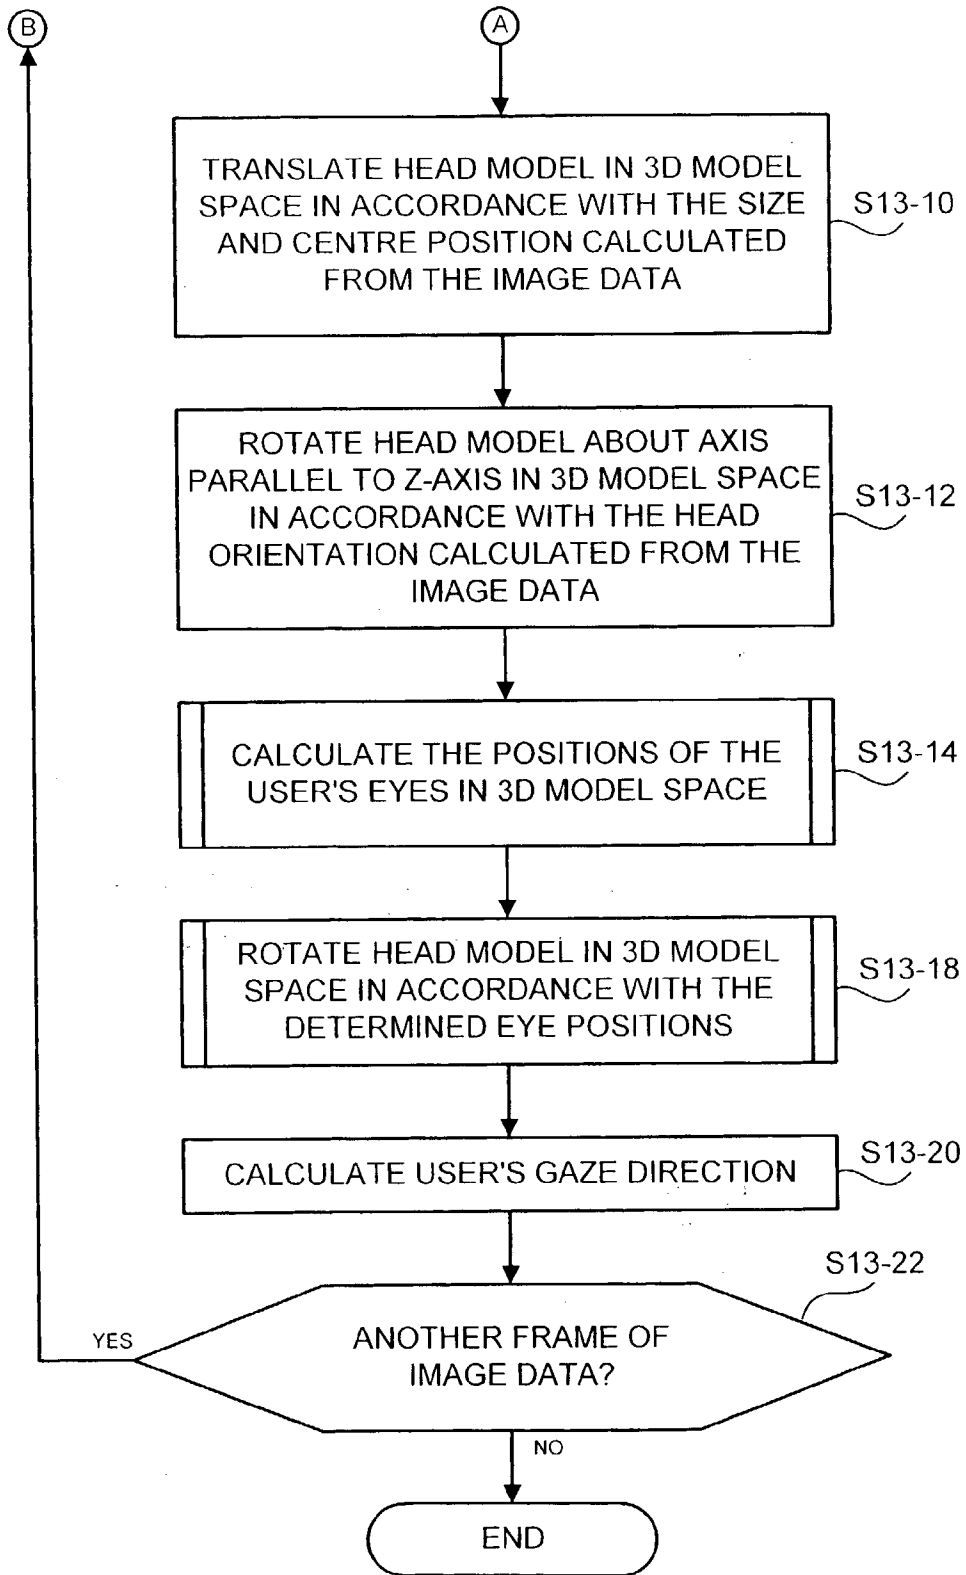 B
A
TRANSLATE HEAD MODEL IN 3D MODEL
SPACE IN ACCORDANCE WITH THE SIZE
AND CENTRE POSITION CALCULATED
FROM THE IMAGE DATA
S13-10
ROTATE HEAD MODEL ABOUT AXIS
PARALLEL TO Z-AXIS IN 3D MODEL SPACE
IN ACCORDANCE WITH THE HEAD
ORIENTATION CALCULATED FROM THE
IMAGE DATA
S13-12
CALCULATE THE POSITIONS OF THE
USER'S EYES IN 3D MODEL SPACE
S13-14
ROTATE HEAD MODEL IN 3D MODEL
SPACE IN ACCORDANCE WITH THE
DETERMINED EYE POSITIONS
S13-18
CALCULATE USER'S GAZE DIRECTION
S13-20
S13-22
ANOTHER FRAME OF
IMAGE DATA?
YES
NO
END